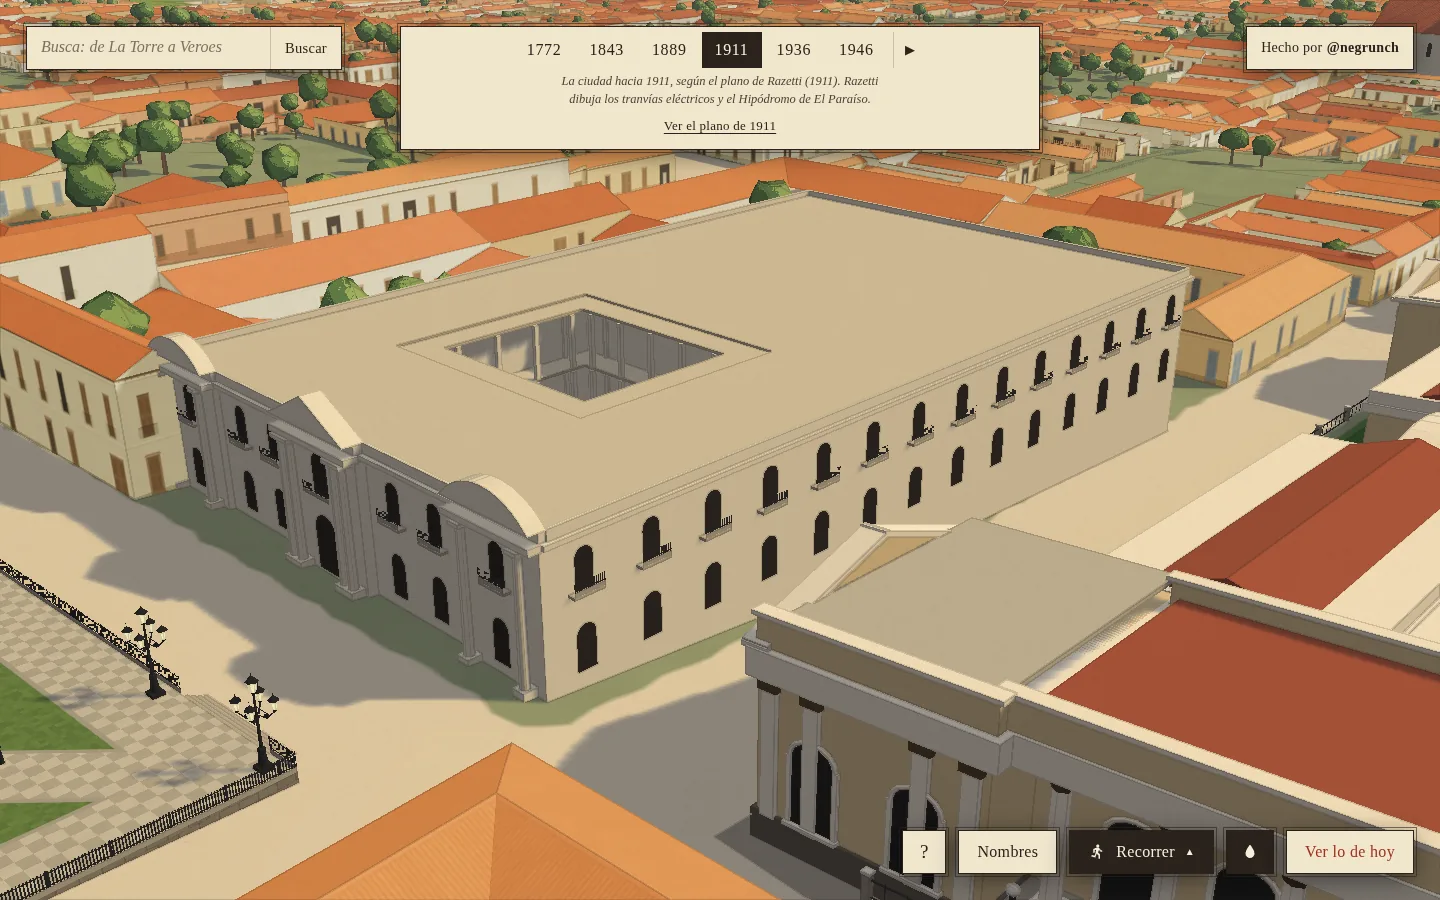 Busca: de La Torre a Veroes
Buscar
1772 1843 1889 1911 1936 1946 ▶
La ciudad hacia 1911, según el plano de Razetti (1911). Razetti
dibuja los tranvías eléctricos y el Hipódromo de El Paraíso.
Ver el plano de 1911
Hecho por @negrunch
?
Nombres
Recorrer ▲
Ver lo de hoy